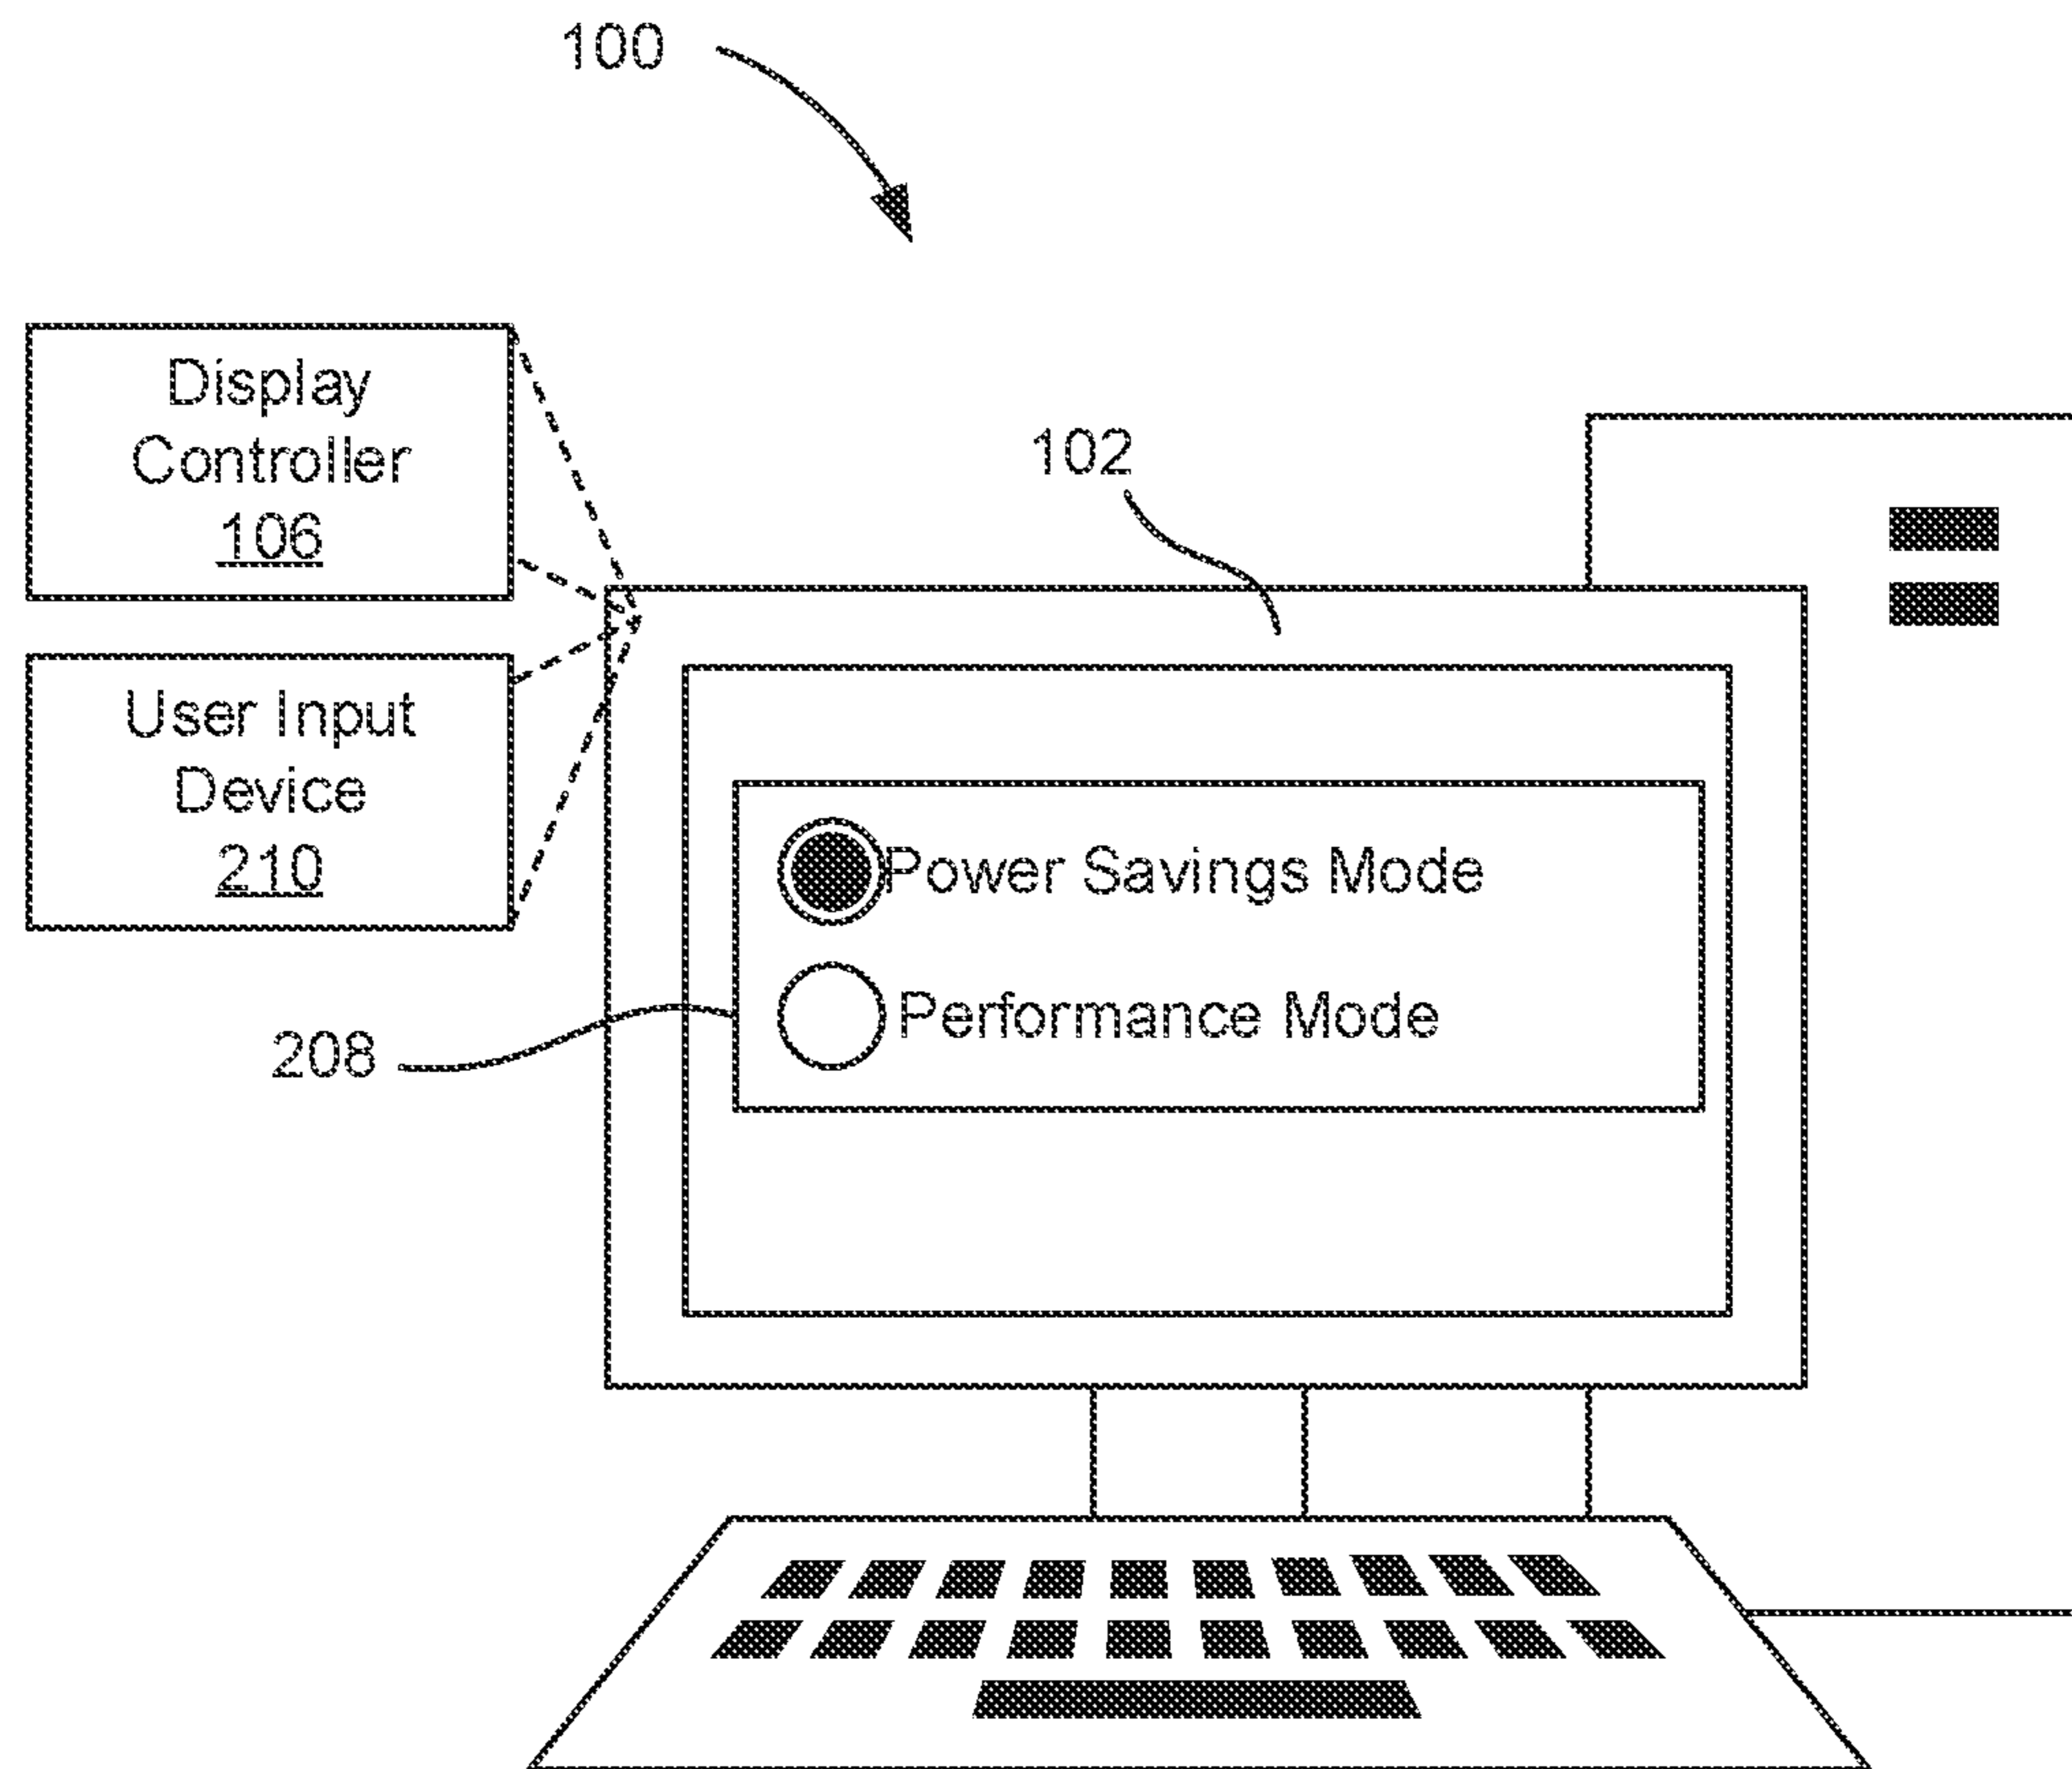 100
Display
Controller
106
102
User Input
Device
210
Power Savings Mode
Performance Mode
208